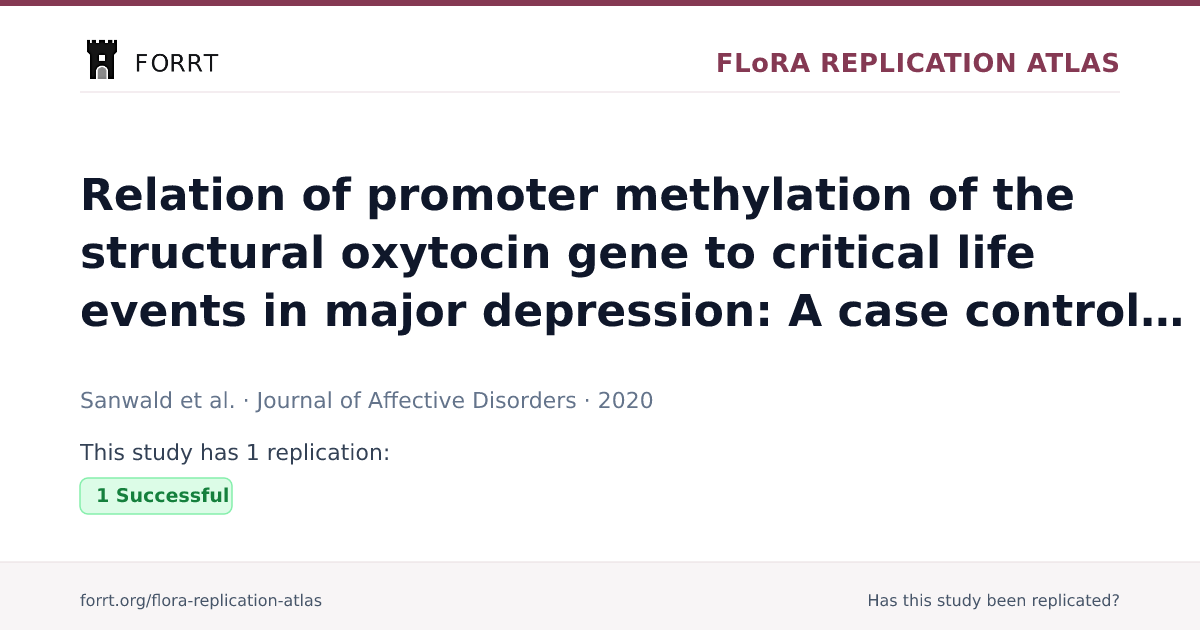 FORRT
FLoRA REPLICATION ATLAS
Relation of promoter methylation of the
structural oxytocin gene to critical life
events in major depression: A case control…
Sanwald et al. · Journal of Affective Disorders · 2020
This study has 1 replication:
1 Successful
forrt.org/flora-replication-atlas
Has this study been replicated?